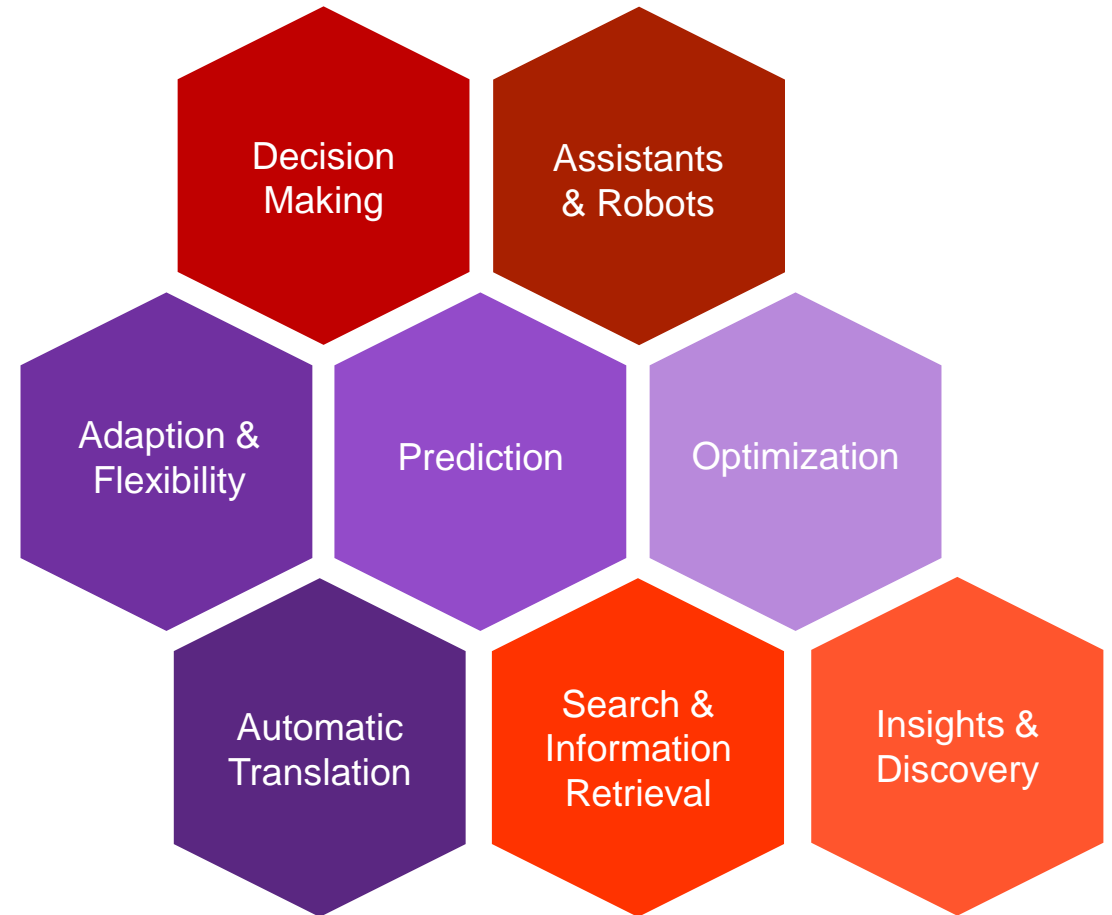 Decision
Making
Assistants
& Robots
Adaption &
Flexibility
Prediction
Optimization
Automatic
Translation
Search &
Information
Retrieval
Insights &
Discovery